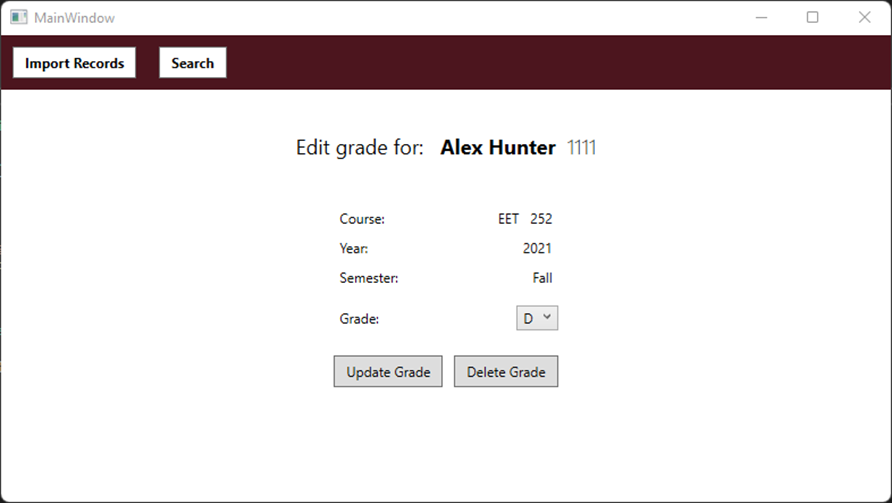 MainWindow
Import Records Search
Edit grade for: Alex Hunter 1111
Course: EET 252
Year: 2021
Semester: Fall
Grade: D
Update Grade Delete Grade